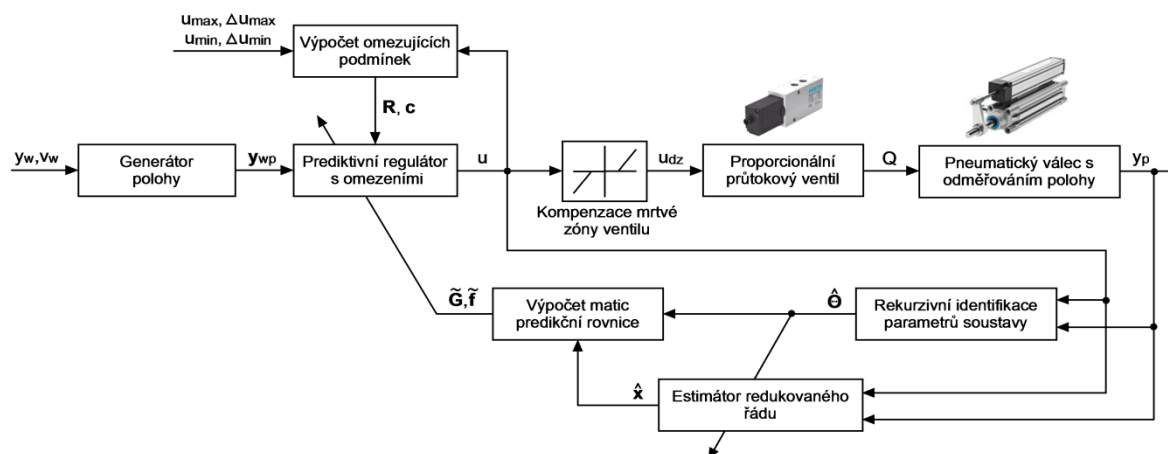 umax, Δumax
umin, Δumin
Výpočet omezujících
podmínek
R, c
yw,vw
Generátor
polohy
ywp
Prediktivní regulátor
s omezeními
u
Kompenzace mrtvé
zóny ventilu
udz
Proporcionální
průtokový ventil
Q
Pneumatický válec s
odměřováním polohy
yp
G̃,f̃
Výpočet matic
predikční rovnice
Θ̂
Rekurzivní identifikace
parametrů soustavy
x̂
Estimátor redukovaného
řádu